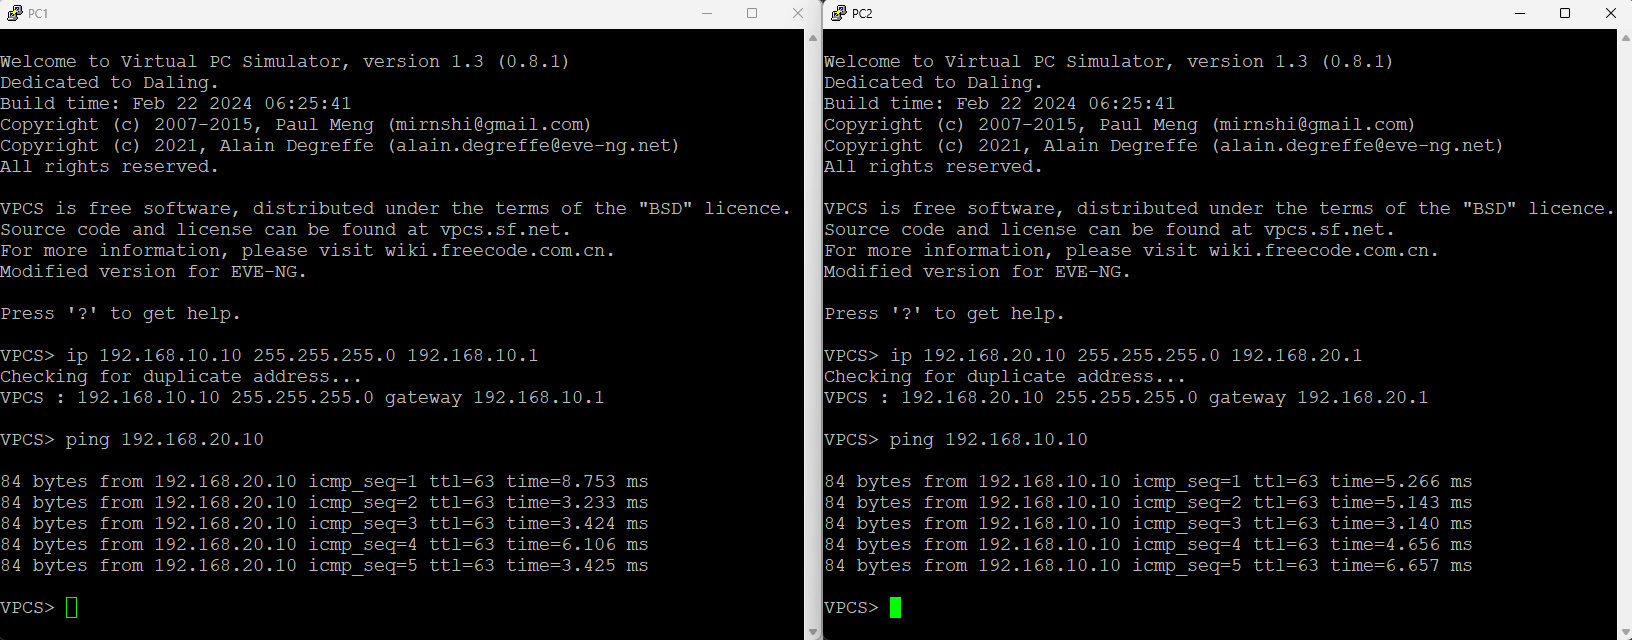 PC1
Welcome to Virtual PC Simulator, version 1.3 (0.8.1)
Dedicated to Daling.
Build time: Feb 22 2024 06:25:41
Copyright (c) 2007-2015, Paul Meng (mirnshi@gmail.com)
Copyright (c) 2021, Alain Degreffe (alain.degreffe@eve-ng.net)
All rights reserved.
VPCS is free software, distributed under the terms of the "BSD" licence.
Source code and license can be found at vpcs.sf.net.
For more information, please visit wiki.freecode.com.cn.
Modified version for EVE-NG.
Press '?' to get help.
VPCS> ip 192.168.10.10 255.255.255.0 192.168.10.1
Checking for duplicate address...
VPCS : 192.168.10.10 255.255.255.0 gateway 192.168.10.1
VPCS> ping 192.168.20.10
84 bytes from 192.168.20.10 icmp_seq=1 ttl=63 time=8.753 ms
84 bytes from 192.168.20.10 icmp_seq=2 ttl=63 time=3.233 ms
84 bytes from 192.168.20.10 icmp_seq=3 ttl=63 time=3.424 ms
84 bytes from 192.168.20.10 icmp_seq=4 ttl=63 time=6.106 ms
84 bytes from 192.168.20.10 icmp_seq=5 ttl=63 time=3.425 ms
VPCS>
PC2
Welcome to Virtual PC Simulator, version 1.3 (0.8.1)
Dedicated to Daling.
Build time: Feb 22 2024 06:25:41
Copyright (c) 2007-2015, Paul Meng (mirnshi@gmail.com)
Copyright (c) 2021, Alain Degreffe (alain.degreffe@eve-ng.net)
All rights reserved.
VPCS is free software, distributed under the terms of the "BSD" licence.
Source code and license can be found at vpcs.sf.net.
For more information, please visit wiki.freecode.com.cn.
Modified version for EVE-NG.
Press '?' to get help.
VPCS> ip 192.168.20.10 255.255.255.0 192.168.20.1
Checking for duplicate address...
VPCS : 192.168.20.10 255.255.255.0 gateway 192.168.20.1
VPCS> ping 192.168.10.10
84 bytes from 192.168.10.10 icmp_seq=1 ttl=63 time=5.266 ms
84 bytes from 192.168.10.10 icmp_seq=2 ttl=63 time=5.143 ms
84 bytes from 192.168.10.10 icmp_seq=3 ttl=63 time=3.140 ms
84 bytes from 192.168.10.10 icmp_seq=4 ttl=63 time=4.656 ms
84 bytes from 192.168.10.10 icmp_seq=5 ttl=63 time=6.657 ms
VPCS>